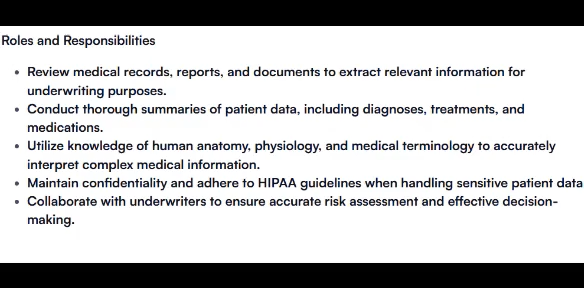 Roles and Responsibilities
• Review medical records, reports, and documents to extract relevant information for
underwriting purposes.
• Conduct thorough summaries of patient data, including diagnoses, treatments, and
medications.
• Utilize knowledge of human anatomy, physiology, and medical terminology to accurately
interpret complex medical information.
• Maintain confidentiality and adhere to HIPAA guidelines when handling sensitive patient data
• Collaborate with underwriters to ensure accurate risk assessment and effective decision-
making.